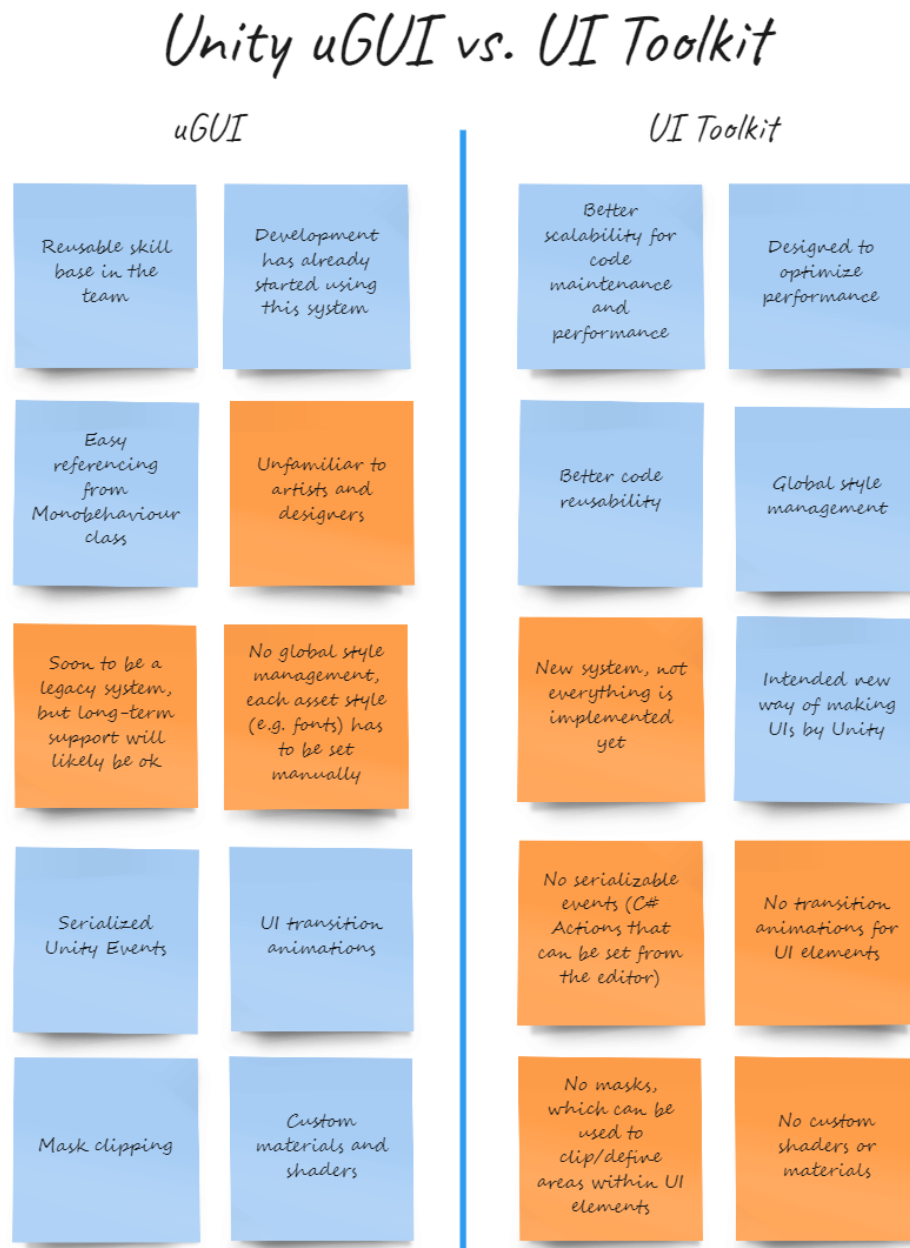 Unity uGUI vs. UI Toolkit
uGUI
UI Toolkit
Reusable skill
base in the
team
Development
has already
started using
this system
Better
scalability for
code
maintenance
and
performance
Designed to
optimize
performance
Easy
referencing
from
Monobehaviour
class
Unfamiliar to
artists and
designers
Better code
reusability
Global style
management
Soon to be a
legacy system,
but long-term
support will
likely be ok
No global style
management,
each asset style
(e.g. fonts) has
to be set
manually
New system, not
everything is
implemented
yet
Intended new
way of making
UIs by Unity
Serialized
Unity Events
UI transition
animations
No serializable
events (C#
Actions that
can be set from
the editor)
No transition
animations for
UI elements
Mask clipping
Custom
materials and
shaders
No masks,
which can be
used to
clip/define
areas within UI
elements
No custom
shaders or
materials